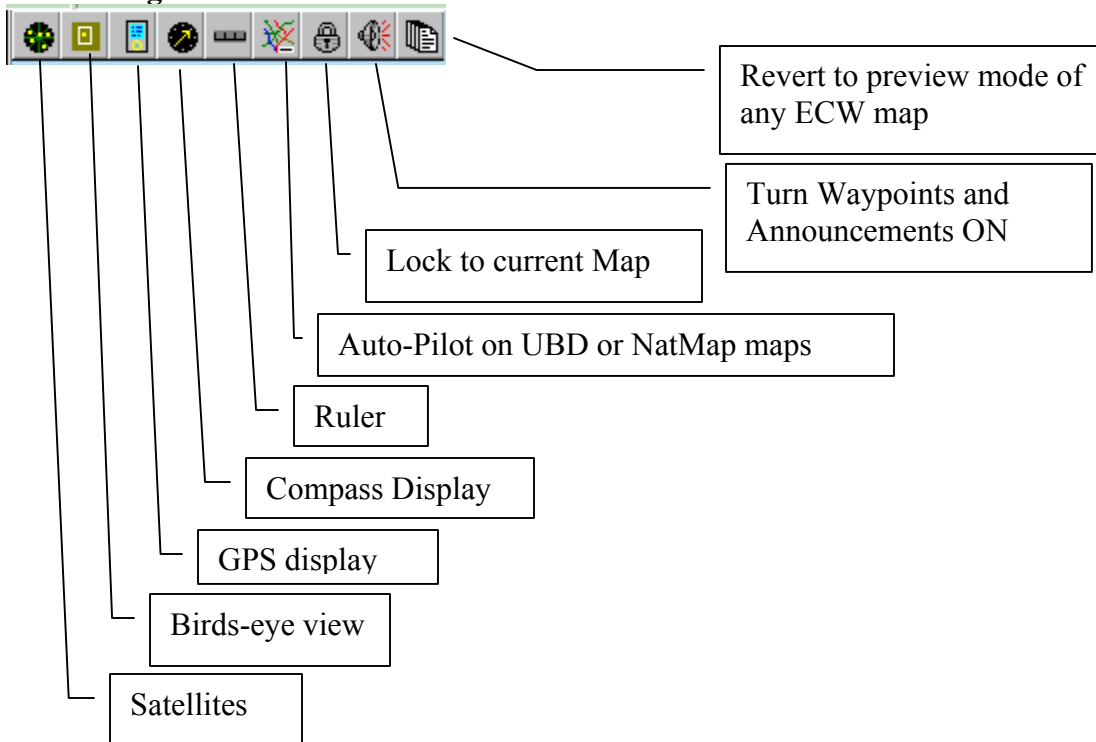 Revert to preview mode of
any ECW map
Turn Waypoints and
Announcements ON
Lock to current Map
Auto-Pilot on UBD or NatMap maps
Ruler
Compass Display
GPS display
Birds-eye view
Satellites